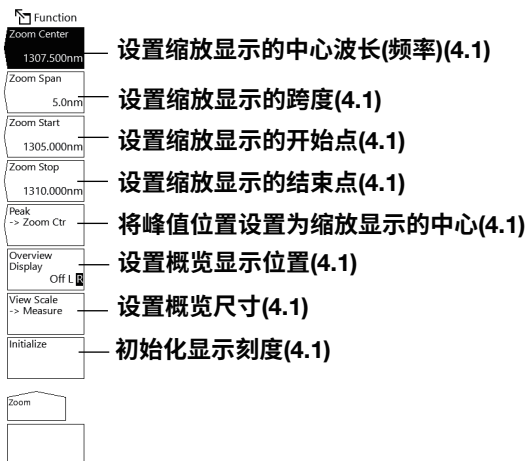 Function
Zoom Center
1307.500nm
设置缩放显示的中心波长(频率)(4.1)
Zoom Span
5.0nm
设置缩放显示的跨度(4.1)
Zoom Start
1305.000nm
设置缩放显示的开始点(4.1)
Zoom Stop
1310.000nm
设置缩放显示的结束点(4.1)
Peak
-> Zoom Ctr
将峰值位置设置为缩放显示的中心(4.1)
Overview
Display
Off L R
设置概览显示位置(4.1)
View Scale
-> Measure
设置概览尺寸(4.1)
Initialize
初始化显示刻度(4.1)
Zoom